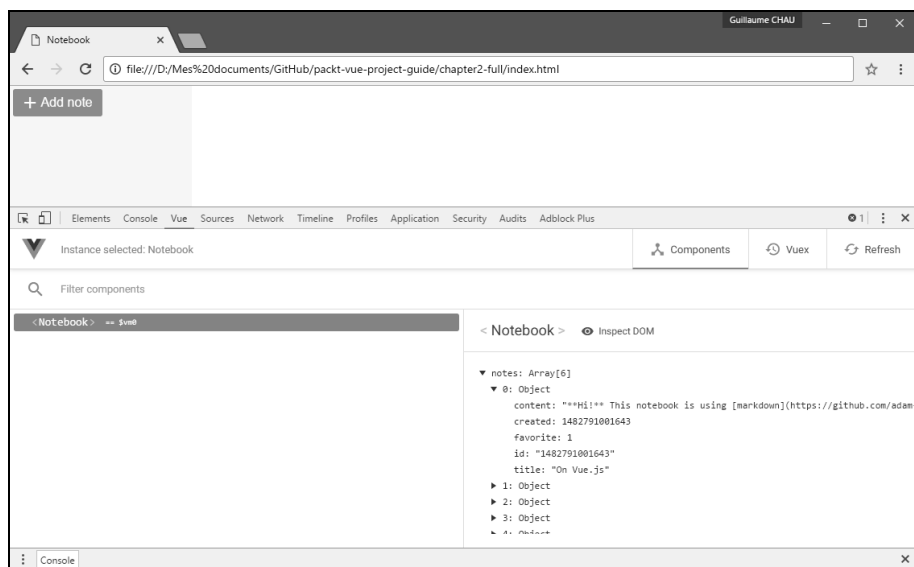 Guillaume CHAU
Notebook
file:///D:/Mes%20documents/GitHub/packt-vue-project-guide/chapter2-full/index.html
+ Add note
Elements Console Vue Sources Network Timeline Profiles Application Security Audits Adblock Plus 1
Instance selected: Notebook Components Vuex Refresh
Filter components
<Notebook> == $vm0
< Notebook > Inspect DOM
▼ notes: Array[6]
▼ 0: Object
content: "**Hi!** This notebook is using [markdown](https://github.com/adam
created: 1482791001643
favorite: 1
id: "1482791001643"
title: "On Vue.js"
▶ 1: Object
▶ 2: Object
▶ 3: Object
▶ 4: Object
Console